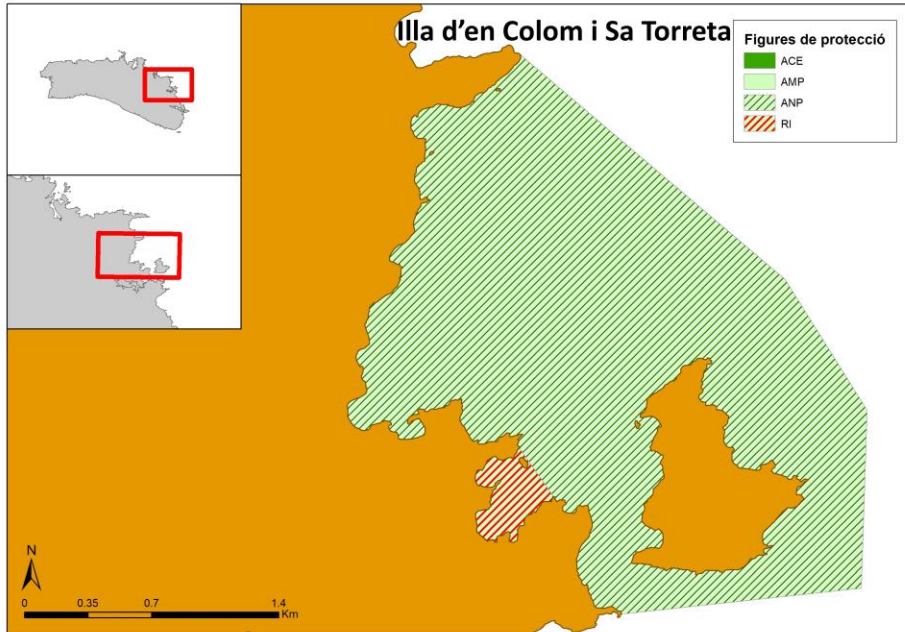 Illa d’en Colom i Sa Torreta
Figures de protecció
ACE
AMP
ANP
RI
N
0 0.35 0.7 1.4
Km